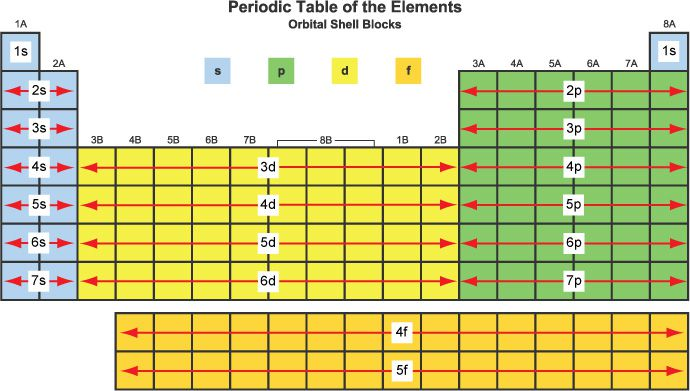 Periodic Table of the Elements
Orbital Shell Blocks
1A 8A
1s s p d f 1s
2A 3A 4A 5A 6A 7A
2s 2p
3s 3p
3B 4B 5B 6B 7B 8B 1B 2B
4s 3d 4p
5s 4d 5p
6s 5d 6p
7s 6d 7p
4f
5f